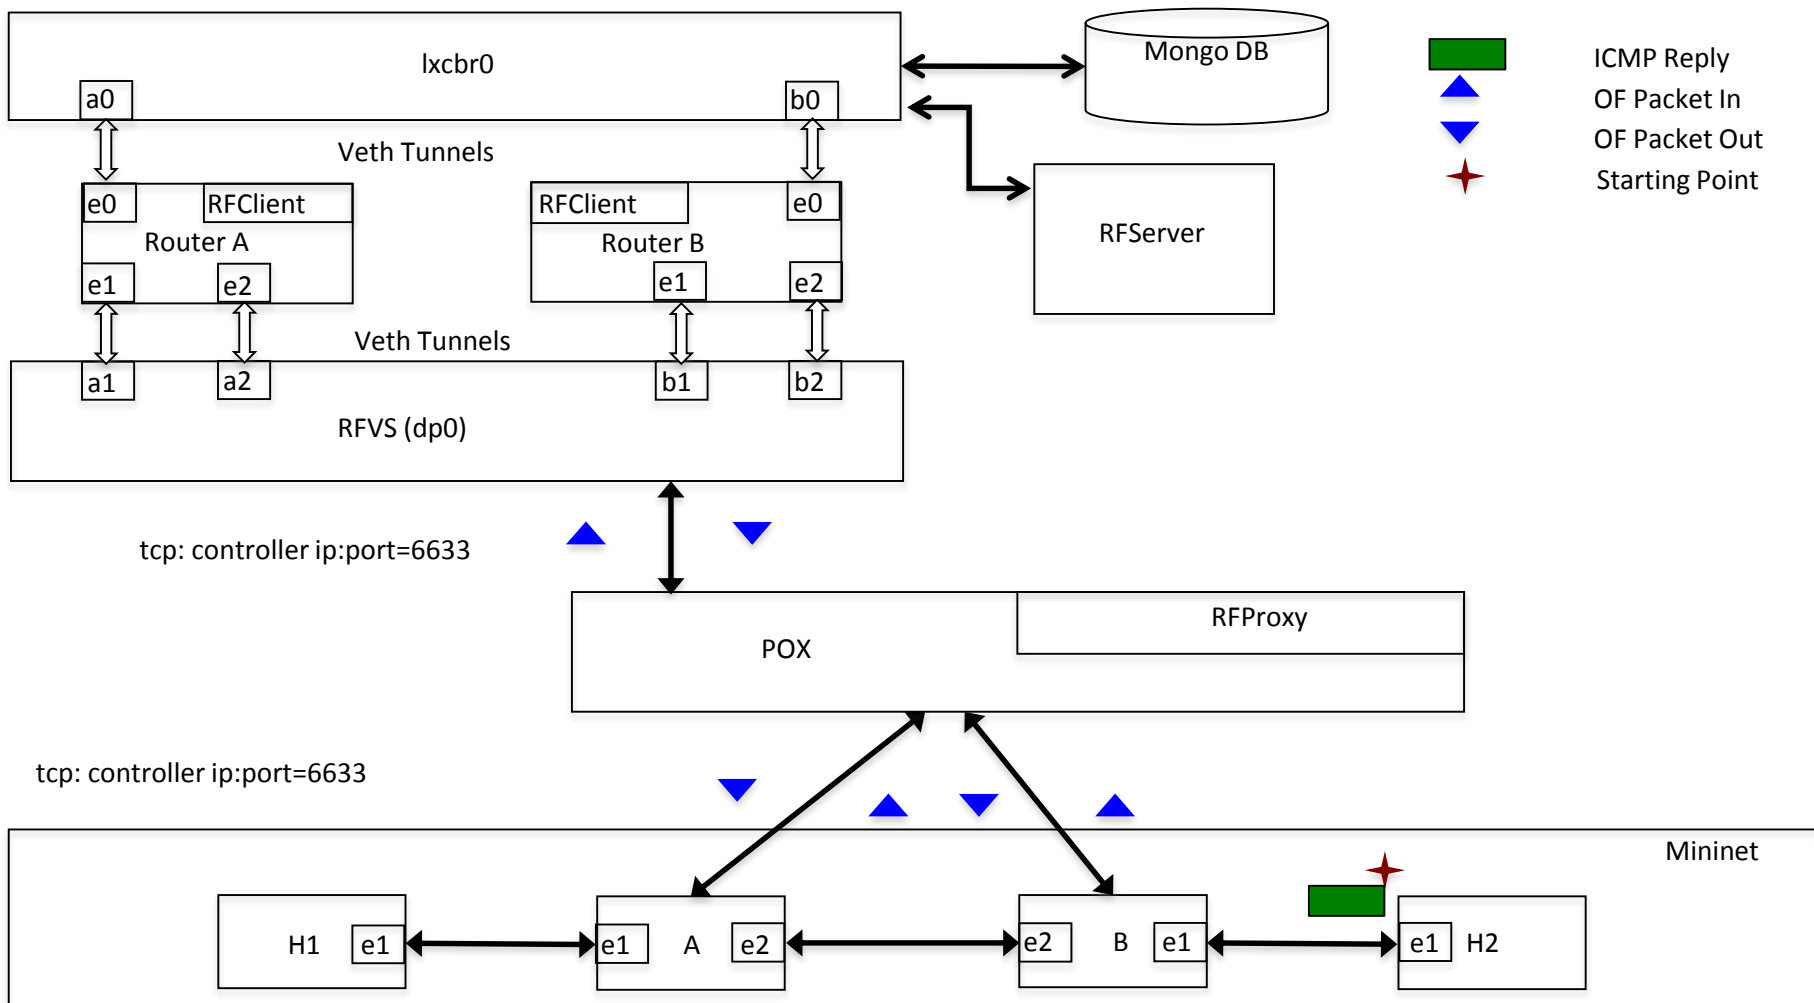 lxcbr0
Mongo DB
ICMP Reply
a0
b0
OF Packet In
OF Packet Out
Veth Tunnels
Starting Point
e0
RFClient
RFClient
e0
Router A
Router B
RFServer
e1
e2
e1
e2
Veth Tunnels
a1
a2
b1
b2
RFVS (dp0)
tcp: controller ip:port=6633
RFProxy
POX
tcp: controller ip:port=6633
Mininet
H1
e1
e1
A
e2
e2
B
e1
e1
H2